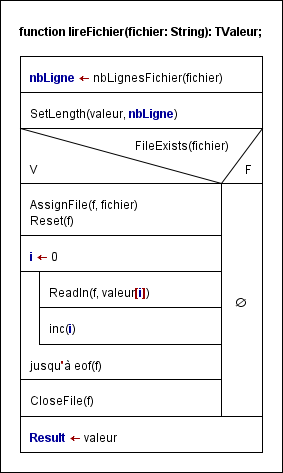 function lireFichier(fichier: String): TValeur;
nbLigne ← nbLignesFichier(fichier)
SetLength(valeur, nbLigne)
FileExists(fichier)
V
F
AssignFile(f, fichier)
Reset(f)
i ← 0
∅
Readln(f, valeur[i])
inc(i)
jusqu'à eof(f)
CloseFile(f)
Result ← valeur